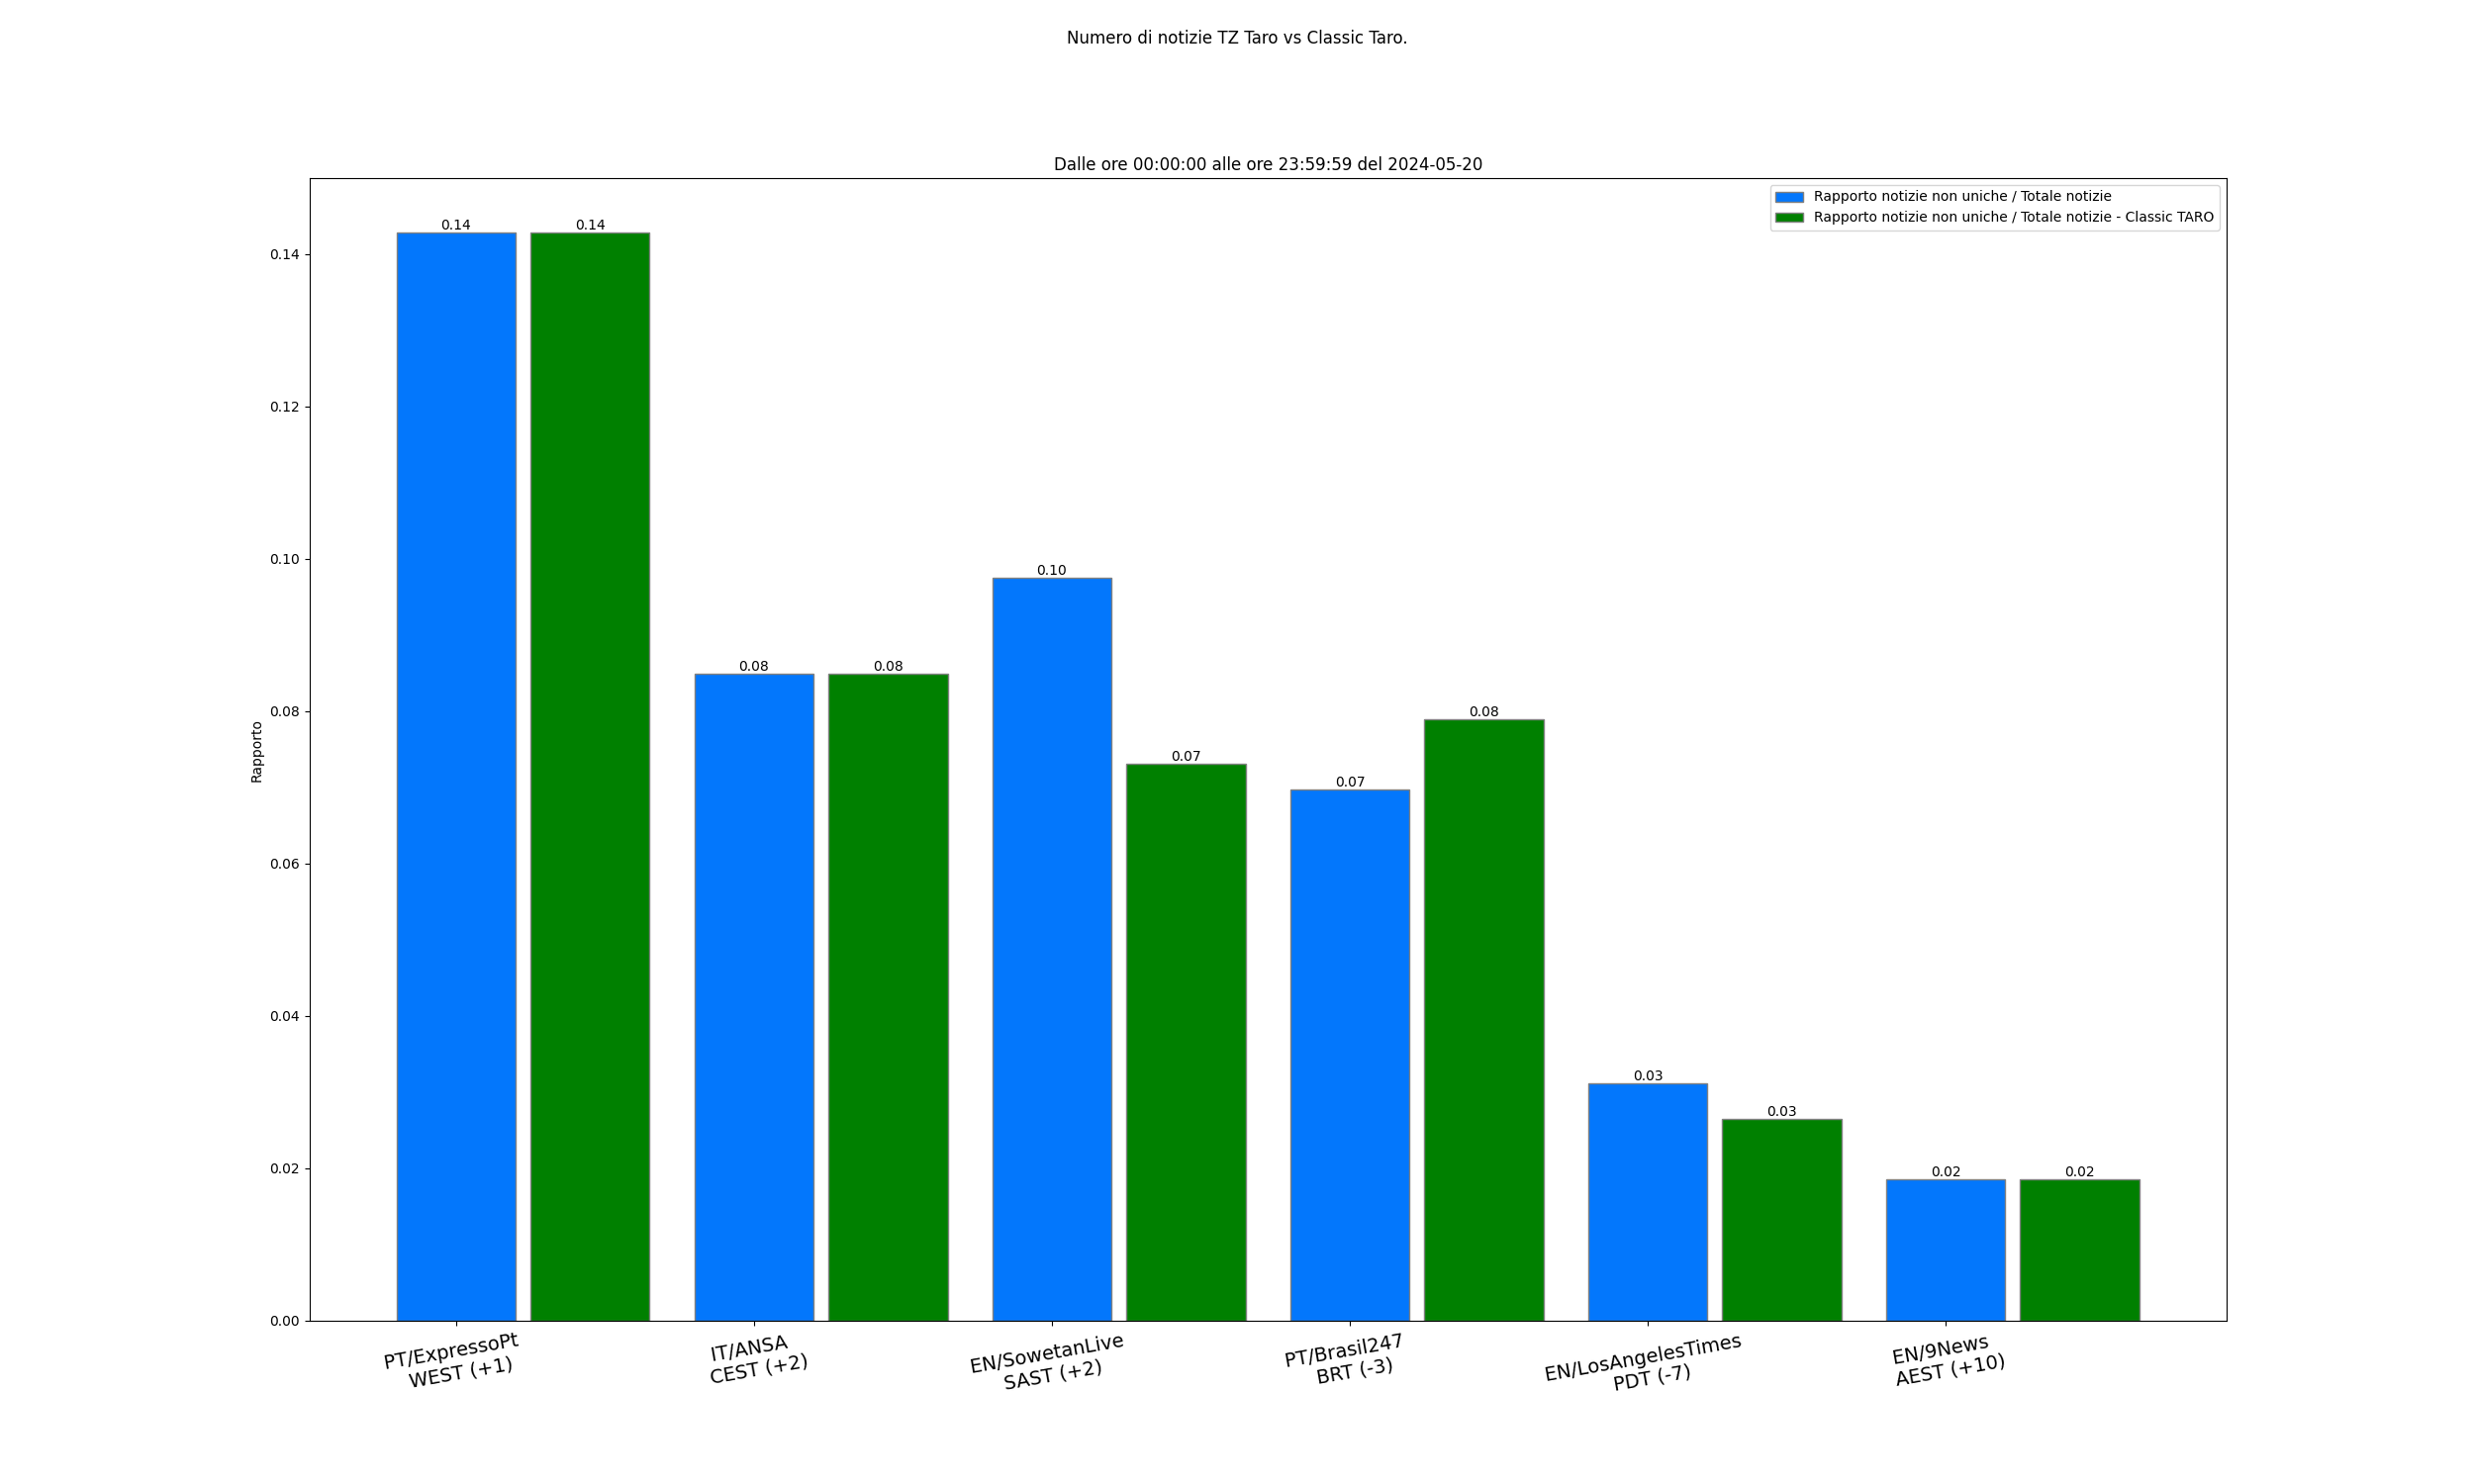 Numero di notizie TZ Taro vs Classic Taro.
Dalle ore 00:00:00 alle ore 23:59:59 del 2024-05-20
Rapporto notizie non uniche / Totale notizie
Rapporto notizie non uniche / Totale notizie - Classic TARO
0.14
0.12
0.10
0.08
0.06
0.04
0.02
0.00
Rapporto
0.14
0.14
0.08
0.08
0.10
0.07
0.07
0.08
0.03
0.03
0.02
0.02
PT/ExpressoPt
WEST (+1)
IT/ANSA
CEST (+2)
EN/SowetanLive
SAST (+2)
PT/Brasil247
BRT (-3)
EN/LosAngelesTimes
PDT (-7)
EN/9News
AEST (+10)